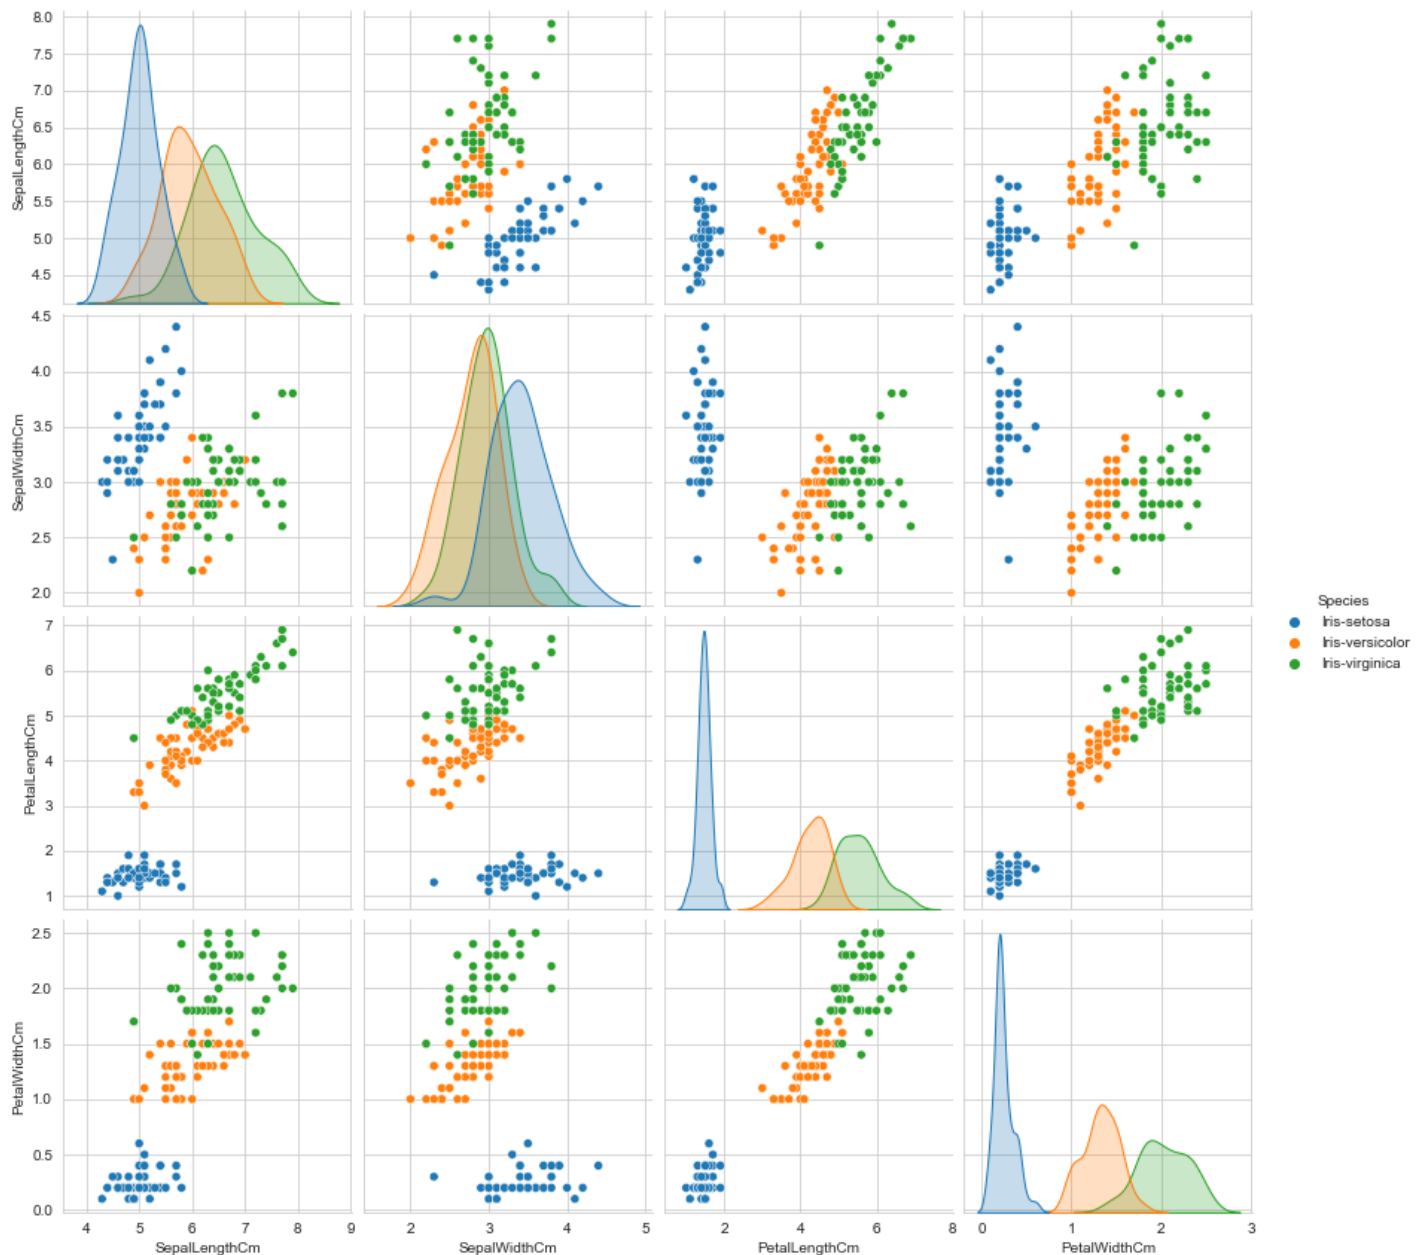 8.0
7.5
7.0
6.5
6.0
5.5
5.0
4.5
SepalLengthCm
4.5
4.0
3.5
3.0
2.5
2.0
SepalWidthCm
Species
Iris-setosa
Iris-versicolor
Iris-virginica
7
6
5
4
3
2
1
PetalLengthCm
2.5
2.0
1.5
1.0
0.5
0.0
PetalWidthCm
4 5 6 7 8 9 2 3 4 5 2 4 6 8 0 1 2 3
SepalLengthCm SepalWidthCm PetalLengthCm PetalWidthCm